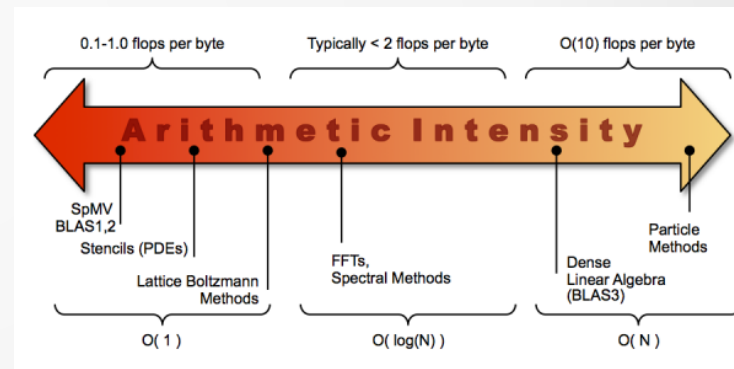 0.1-1.0 flops per byte
Typically < 2 flops per byte
O(10) flops per byte
Arithmetic Intensity
SpMV
BLAS1,2
Stencils (PDEs)
Lattice Boltzmann
Methods
FFTs,
Spectral Methods
Dense
Linear Algebra
(BLAS3)
Particle
Methods
O( 1 )
O( log(N) )
O( N )